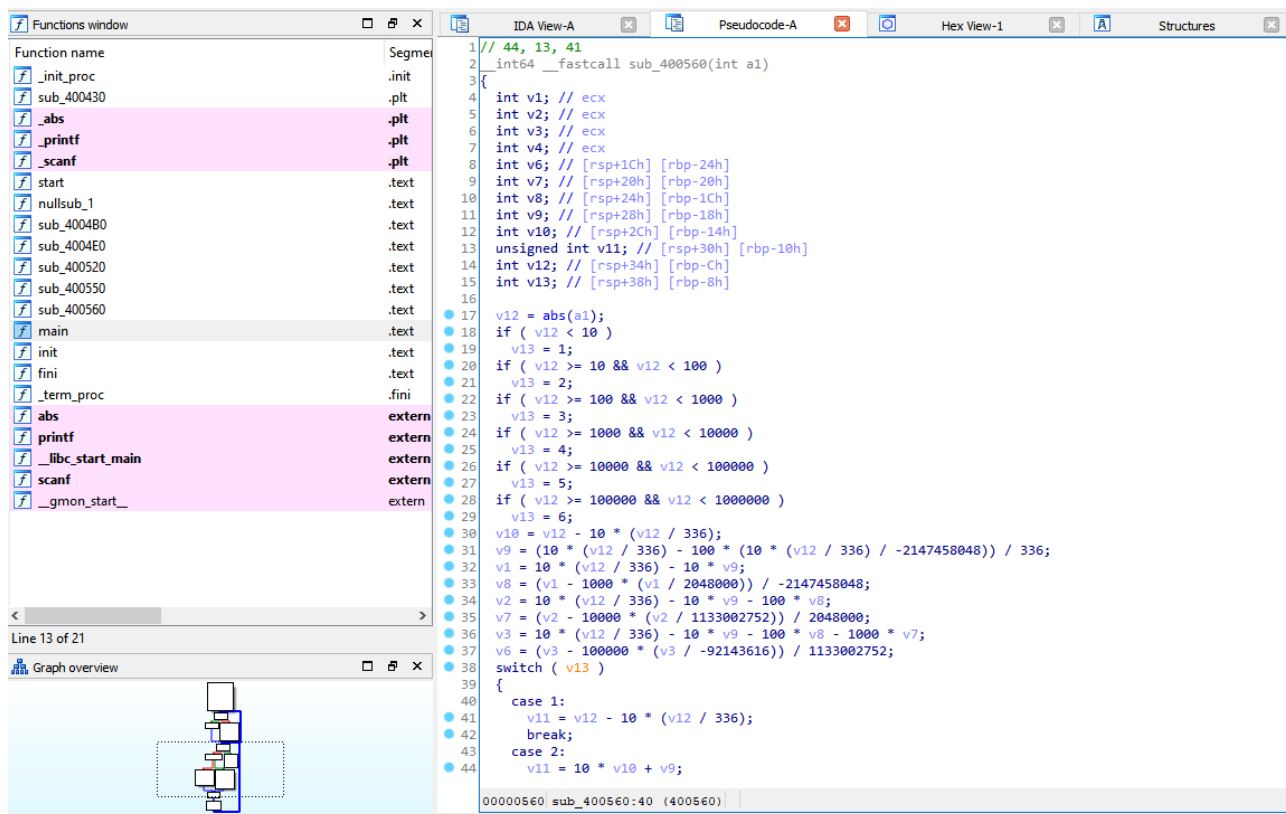 Functions window
Function name Segmer
_init_proc .init
sub_400430 .plt
_abs .plt
_printf .plt
_scanf .plt
start .text
nullsub_1 .text
sub_4004B0 .text
sub_4004E0 .text
sub_400520 .text
sub_400550 .text
sub_400560 .text
main .text
init .text
fini .text
_term_proc .fini
abs extern
printf extern
__libc_start_main extern
scanf extern
__gmon_start__ extern
Line 13 of 21
Graph overview
IDA View-A Pseudocode-A Hex View-1 Structures
1 // 44, 13, 41
2 __int64 __fastcall sub_400560(int a1)
3 {
4 int v1; // ecx
5 int v2; // ecx
6 int v3; // ecx
7 int v4; // ecx
8 int v6; // [rsp+1Ch] [rbp-24h]
9 int v7; // [rsp+20h] [rbp-20h]
10 int v8; // [rsp+24h] [rbp-1Ch]
11 int v9; // [rsp+28h] [rbp-18h]
12 int v10; // [rsp+2Ch] [rbp-14h]
13 unsigned int v11; // [rsp+30h] [rbp-10h]
14 int v12; // [rsp+34h] [rbp-Ch]
15 int v13; // [rsp+38h] [rbp-8h]
16
17 v12 = abs(a1);
18 if ( v12 < 10 )
19 v13 = 1;
20 if ( v12 >= 10 && v12 < 100 )
21 v13 = 2;
22 if ( v12 >= 100 && v12 < 1000 )
23 v13 = 3;
24 if ( v12 >= 1000 && v12 < 10000 )
25 v13 = 4;
26 if ( v12 >= 10000 && v12 < 100000 )
27 v13 = 5;
28 if ( v12 >= 100000 && v12 < 1000000 )
29 v13 = 6;
30 v10 = v12 - 10 * (v12 / 336);
31 v9 = (10 * (v12 / 336) - 100 * (10 * (v12 / 336) / -2147458048)) / 336;
32 v1 = 10 * (v12 / 336) - 10 * v9;
33 v8 = (v1 - 1000 * (v1 / 2048000)) / -2147458048;
34 v2 = 10 * (v12 / 336) - 10 * v9 - 100 * v8;
35 v7 = (v2 - 10000 * (v2 / 1133002752)) / 2048000;
36 v3 = 10 * (v12 / 336) - 10 * v9 - 100 * v8 - 1000 * v7;
37 v6 = (v3 - 100000 * (v3 / -92143616)) / 1133002752;
38 switch ( v13 )
39 {
40 case 1:
41 v11 = v12 - 10 * (v12 / 336);
42 break;
43 case 2:
44 v11 = 10 * v10 + v9;
00000560 sub_400560:40 (400560)